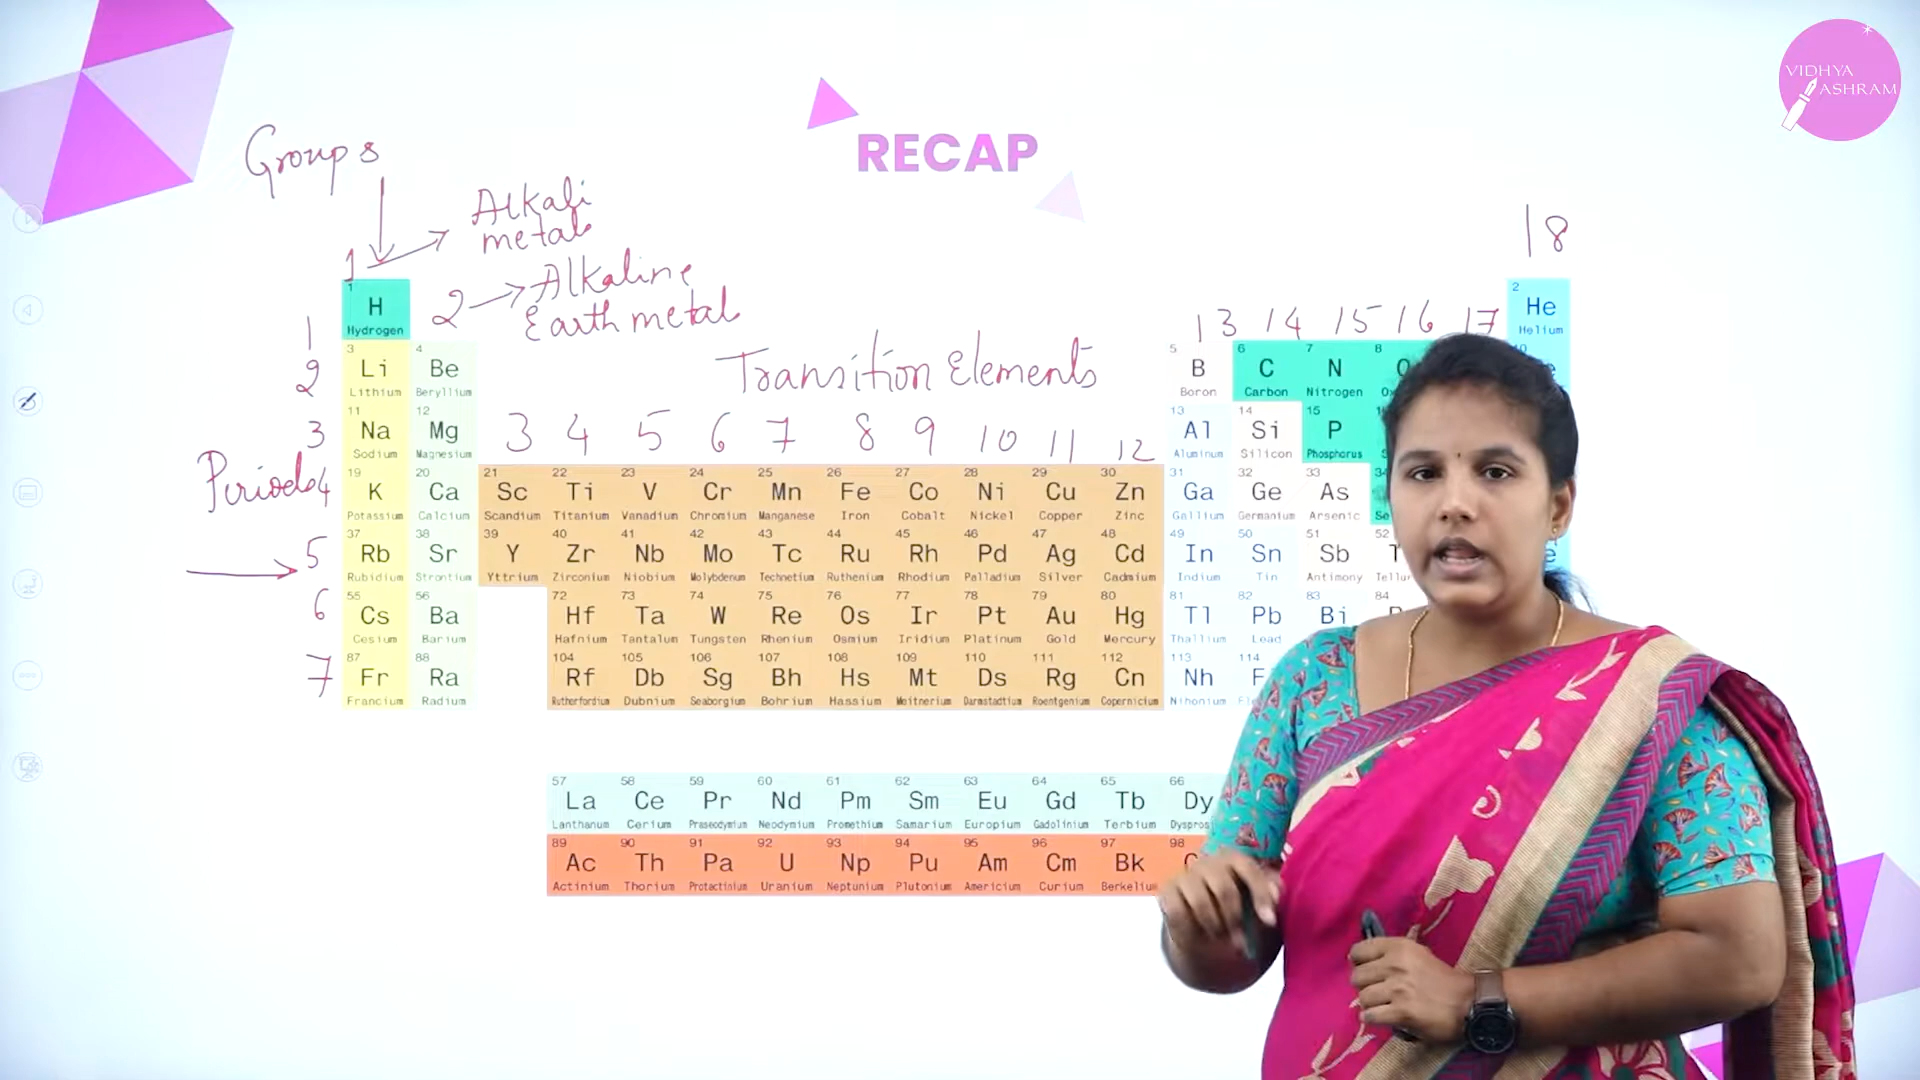 VIDHYA
ASHRAM
RECAP
Groups
Alkali
metals
18
1
2 Alkaline
Earth metals
1 H Hydrogen
2 He Helium
13 14 15 16 17
Transition Elements
1
2
3 Li Lithium
4 Be Beryllium
5 B Boron
6 C Carbon
7 N Nitrogen
8
10
3
11 Na Sodium
12 Mg Magnesium
3 4 5 6 7 8 9 10 11 12
13 Al Aluminum
14 Si Silicon
15 P Phosphorus
Periods
4
19 K Potassium
20 Ca Calcium
21 Sc Scandium
22 Ti Titanium
23 V Vanadium
24 Cr Chromium
25 Mn Manganese
26 Fe Iron
27 Co Cobalt
28 Ni Nickel
29 Cu Copper
30 Zn Zinc
31 Ga Gallium
32 Ge Germanium
33 As Arsenic
34 Se
5
37 Rb Rubidium
38 Sr Strontium
39 Y Yttrium
40 Zr Zirconium
41 Nb Niobium
42 Mo Molybdenum
43 Tc Technetium
44 Ru Ruthenium
45 Rh Rhodium
46 Pd Palladium
47 Ag Silver
48 Cd Cadmium
49 In Indium
50 Sn Tin
51 Sb Antimony
52 T Tellur
6
55 Cs Cesium
56 Ba Barium
72 Hf Hafnium
73 Ta Tantalum
74 W Tungsten
75 Re Rhenium
76 Os Osmium
77 Ir Iridium
78 Pt Platinum
79 Au Gold
80 Hg Mercury
81 Tl Thallium
82 Pb Lead
83 Bi
84
7
87 Fr Francium
88 Ra Radium
104 Rf Rutherfordium
105 Db Dubnium
106 Sg Seaborgium
107 Bh Bohrium
108 Hs Hassium
109 Mt Meitnerium
110 Ds Darmstadtium
111 Rg Roentgenium
112 Cn Copernicium
113 Nh Nihonium
114 F
57 La Lanthanum
58 Ce Cerium
59 Pr Praseodymium
60 Nd Neodymium
61 Pm Promethium
62 Sm Samarium
63 Eu Europium
64 Gd Gadolinium
65 Tb Terbium
66 Dy Dyspros
89 Ac Actinium
90 Th Thorium
91 Pa Protactinium
92 U Uranium
93 Np Neptunium
94 Pu Plutonium
95 Am Americium
96 Cm Curium
97 Bk Berkelium
98